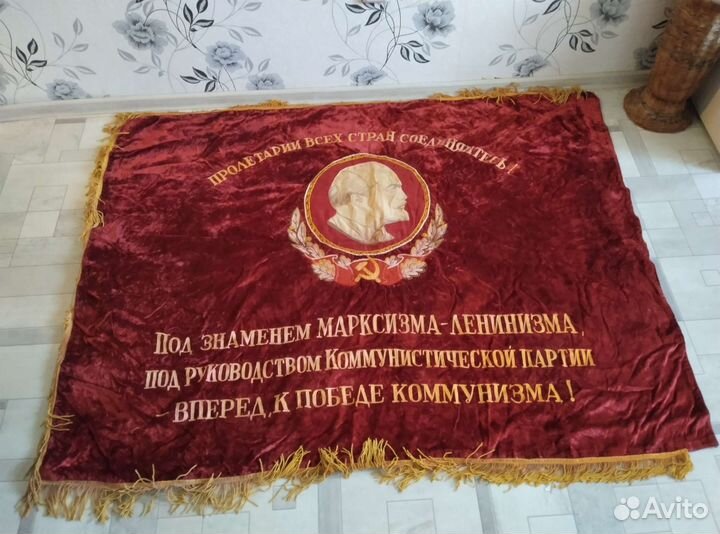 ПРОЛЕТАРИИ ВСЕХ СТРАН СОЕДИНЯЙТЕСЬ!
ПОД ЗНАМЕНЕМ МАРКСИЗМА-ЛЕНИНИЗМА,
ПОД РУКОВОДСТВОМ КОММУНИСТИЧЕСКОЙ ПАРТИИ
- ВПЕРЕД, К ПОБЕДЕ КОММУНИЗМА!
Avito